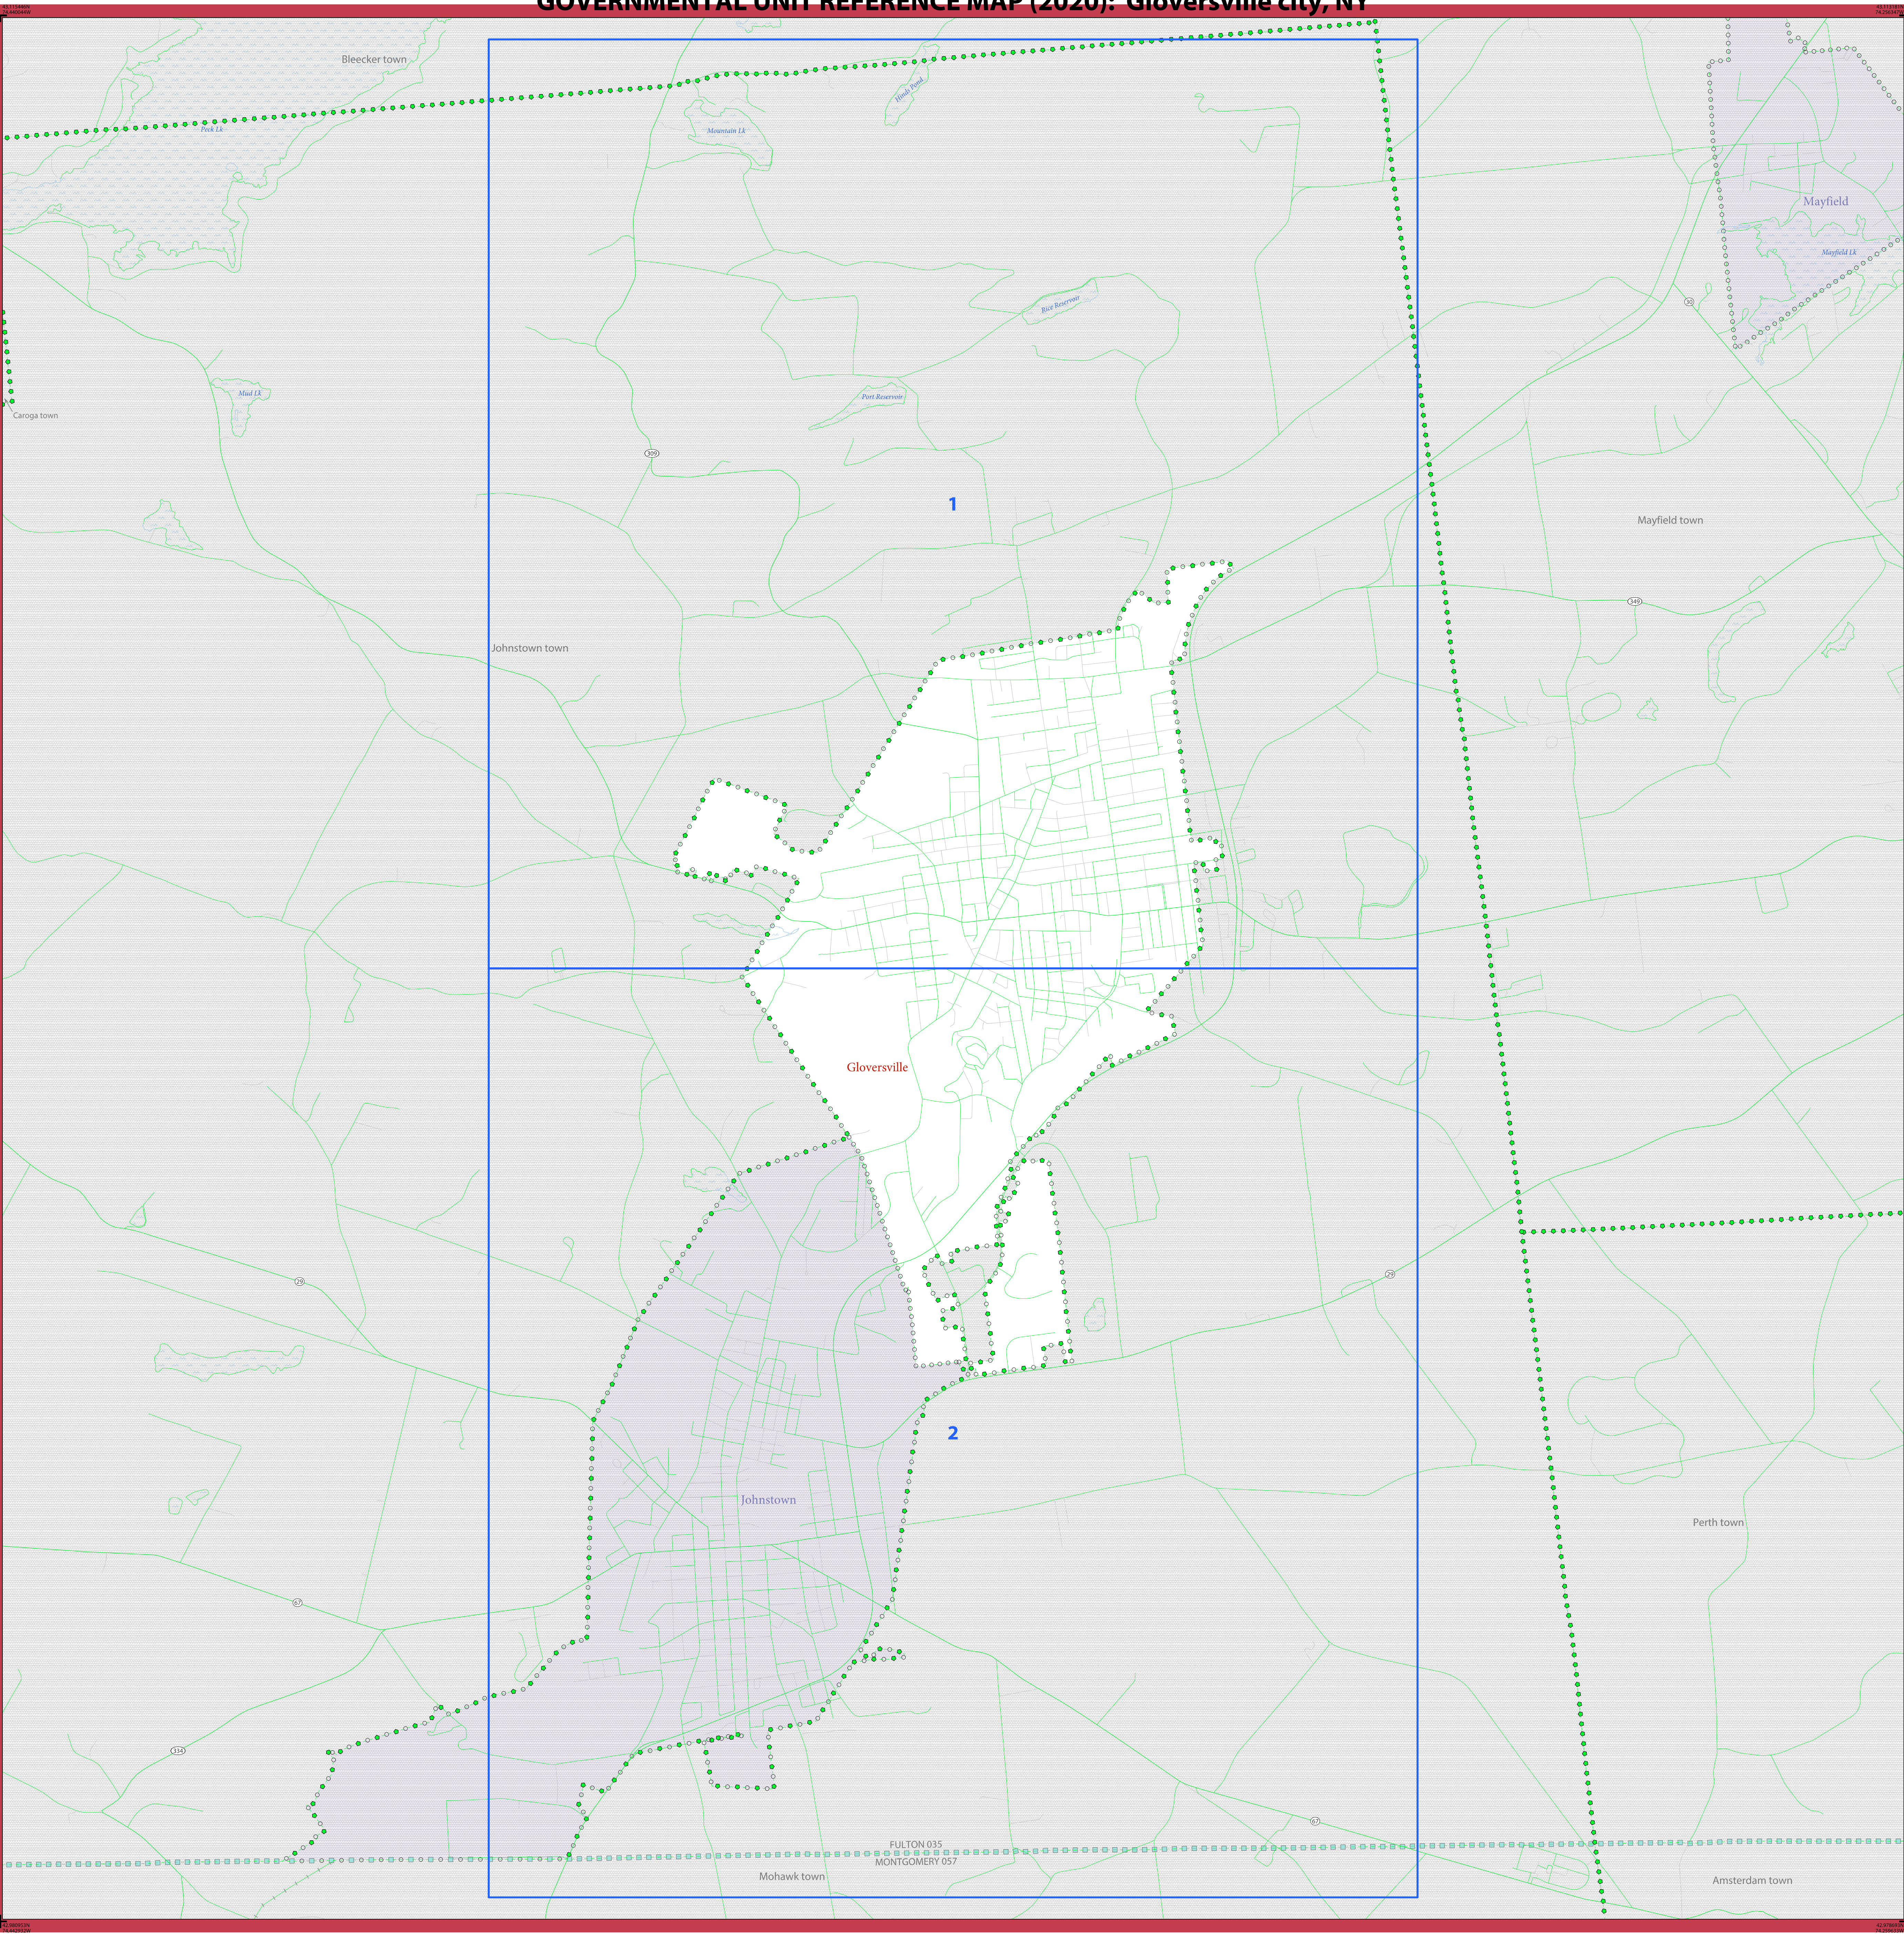 GOVERNMENTAL UNIT REFERENCE MAP (2020): Gloversville city, NY
Bleecker town
Peck Lk
Mountain Lk
Hinds Pond
Mayfield
Mayfield Lk
30
Rice Reservoir
Mud Lk
Port Reservoir
Caroga town
309
1
Mayfield town
349
Johnstown town
Gloversville
29
29
2
Johnstown
Perth town
67
334
67
FULTON 035
MONTGOMERY 057
Mohawk town
Amsterdam town